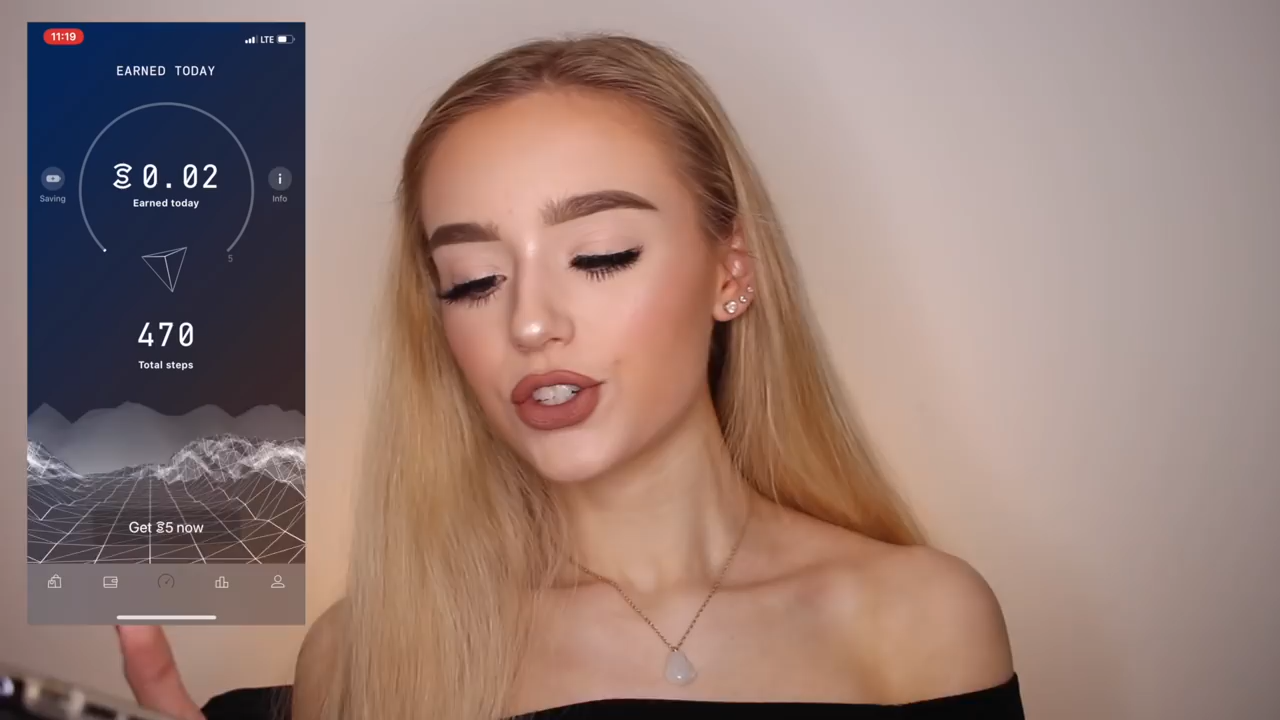 11:19
LTE
EARNED TODAY
0.02
Earned today
Saving
i
Info
5
470
Total steps
Get 5 now